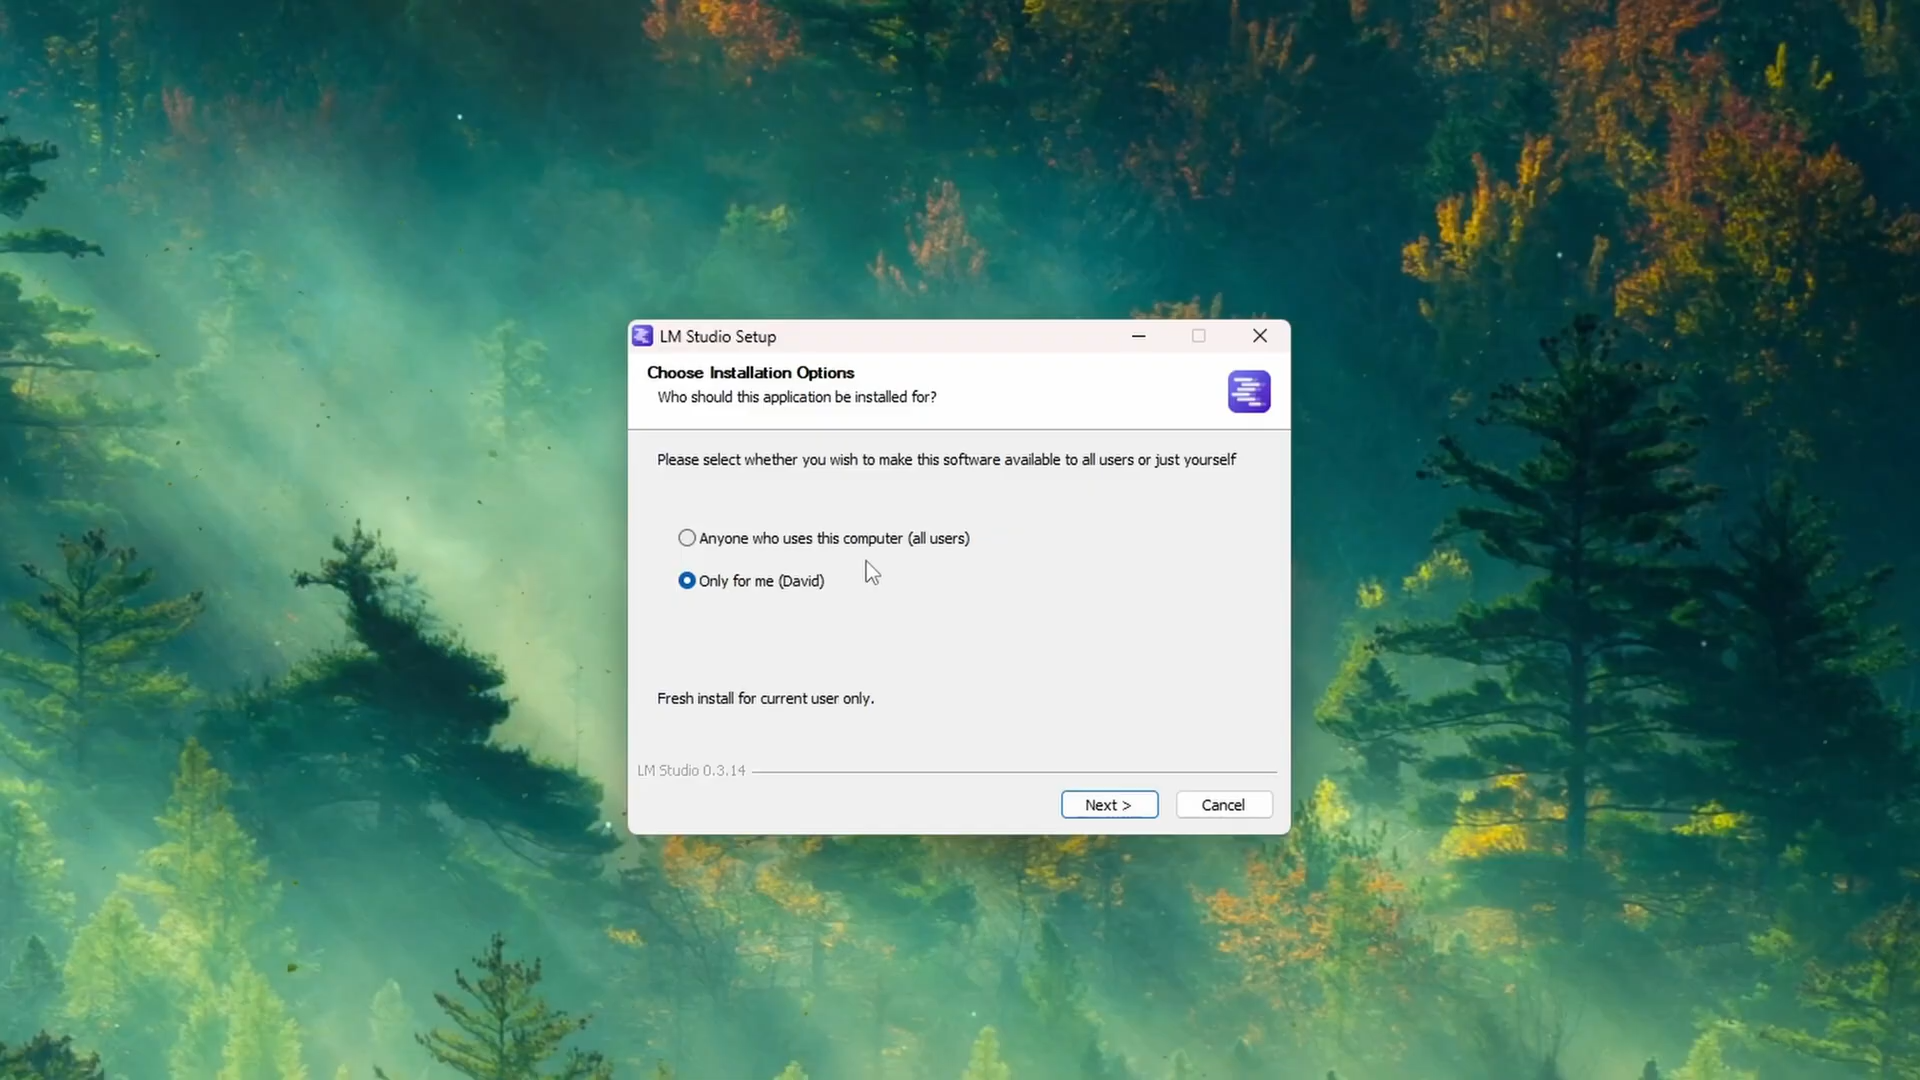 LM Studio Setup
Choose Installation Options
Who should this application be installed for?
Please select whether you wish to make this software available to all users or just yourself
Anyone who uses this computer (all users)
Only for me (David)
Fresh install for current user only.
LM Studio 0.3.14
Next >
Cancel